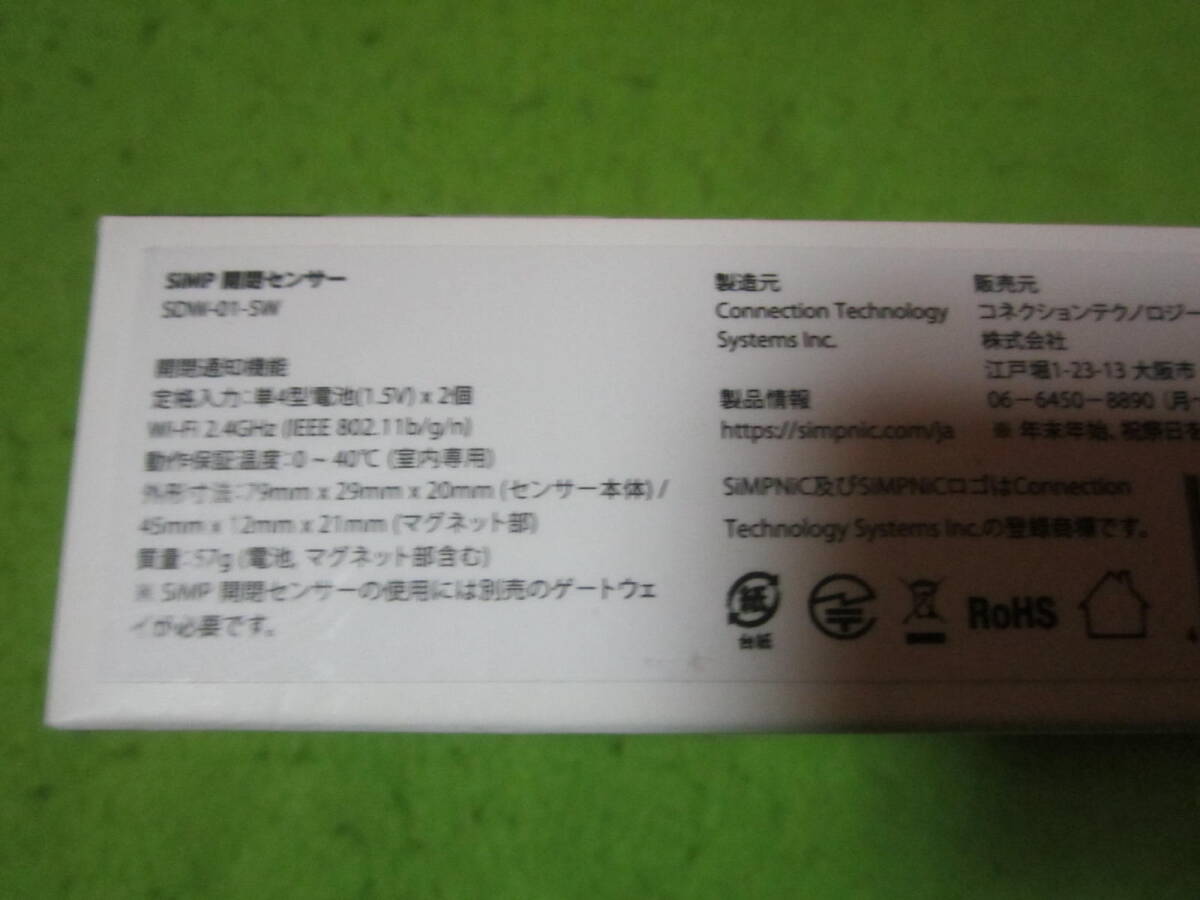 SiMP 開閉センサー
SDW-01-SW
開閉通知機能
定格入力:単4型電池(1.5V) x 2個
Wi-Fi 2.4GHz (IEEE 802.11b/g/n)
動作保証温度:0 ~ 40℃ (室内専用)
外形寸法:79mm x 29mm x 20mm (センサー本体) /
45mm x 12mm x 21mm (マグネット部)
質量:57g (電池, マグネット部含む)
※ SiMP 開閉センサーの使用には別売のゲートウェ
イが必要です。
製造元
Connection Technology
Systems Inc.
製品情報
https://simpnic.com/ja
販売元
コネクションテクノロジー
株式会社
江戸堀1-23-13 大阪市
06-6450-8890 (月
※ 年末年始、祝祭日を
SiMPNiC及びSiMPNiCロゴはConnection
Technology Systems Inc.の登録商標です。
紙
台紙
RoHS